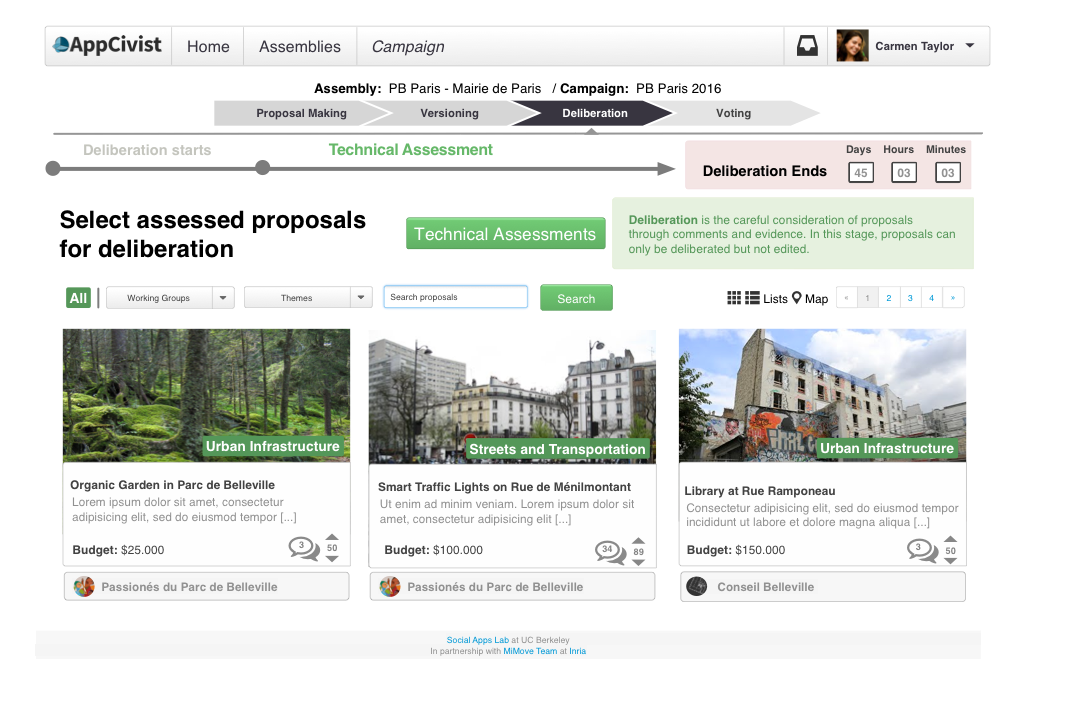 AppCivist Home Assemblies Campaign Carmen Taylor
Assembly: PB Paris - Mairie de Paris / Campaign: PB Paris 2016
Proposal Making Versioning Deliberation Voting
Deliberation starts Technical Assessment
Days Hours Minutes
Deliberation Ends 45 03 03
Select assessed proposals
for deliberation
Technical Assessments
Deliberation is the careful consideration of proposals
through comments and evidence. In this stage, proposals can
only be deliberated but not edited.
All Working Groups Themes Search proposals Search Lists Map « 1 2 3 4 »
Urban Infrastructure
Organic Garden in Parc de Belleville
Lorem ipsum dolor sit amet, consectetur
adipisicing elit, sed do eiusmod tempor [...]
Budget: $25.000 3 50
Passionés du Parc de Belleville
Streets and Transportation
Smart Traffic Lights on Rue de Ménilmontant
Ut enim ad minim veniam. Lorem ipsum dolor sit
amet, consectetur adipisicing elit [...]
Budget: $100.000 34 89
Passionés du Parc de Belleville
Urban Infrastructure
Library at Rue Ramponeau
Consectetur adipisicing elit, sed do eiusmod tempor
incididunt ut labore et dolore magna aliqua [...]
Budget: $150.000 3 50
Conseil Belleville
Social Apps Lab at UC Berkeley
In partnership with MiMove Team at Inria